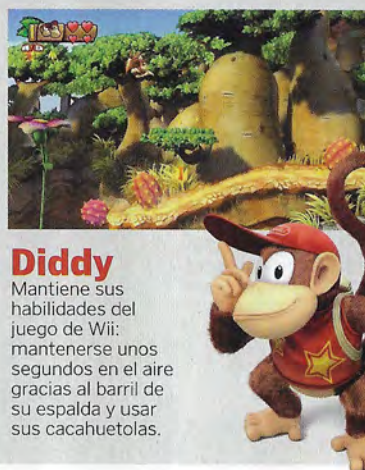 Diddy
Mantiene sus
habilidades del
juego de Wii:
mantenerse unos
segundos en el aire
gracias al barril de
su espalda y usar
sus cacahuetolas.